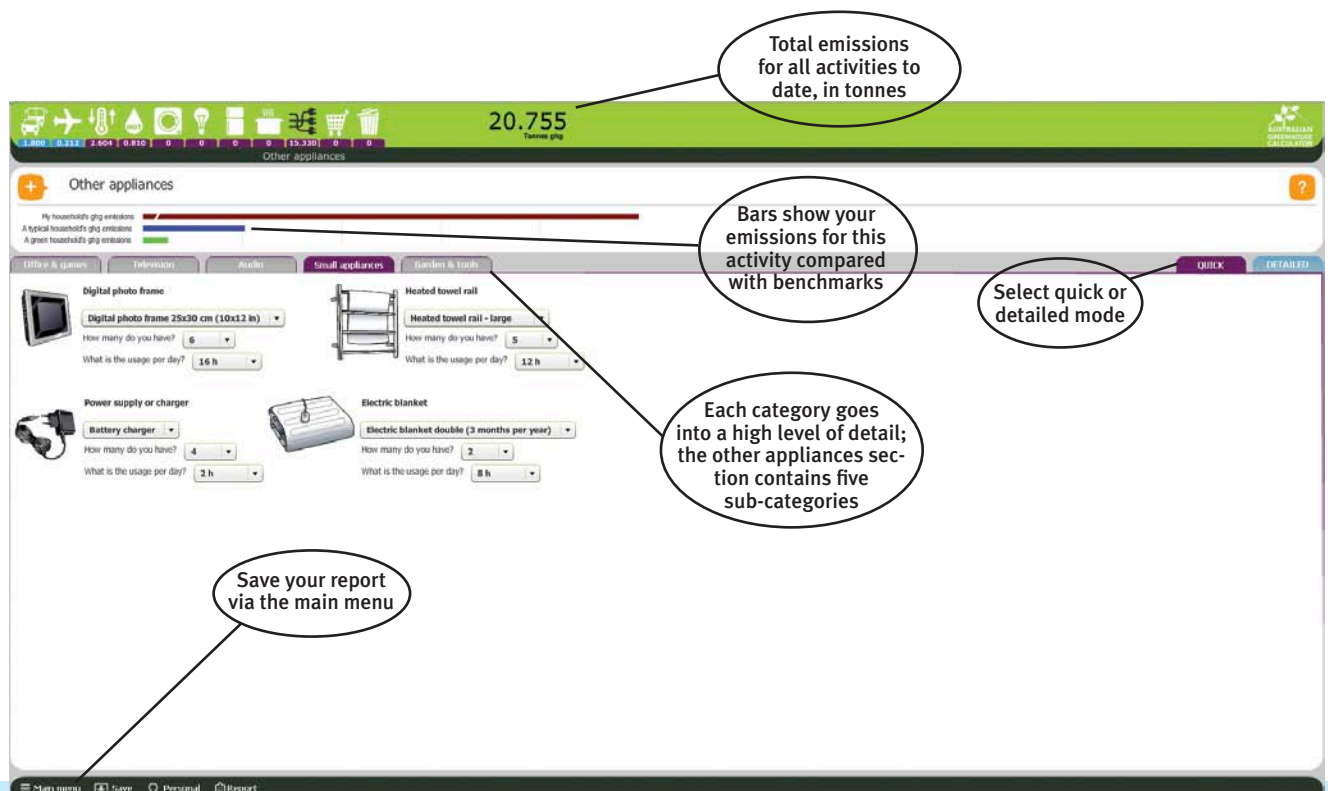 Total emissions
for all activities to
date, in tonnes
20.755
Tonnes ghg
AUSTRALIAN
GREENHOUSE
CALCULATOR
1.800 0.212 2.604 0.810 0 0 0 0 15.330 0 0
Other appliances
Other appliances
?
My household's ghg emissions
A typical household's ghg emissions
A green household's ghg emissions
Bars show your
emissions for this
activity compared
with benchmarks
Office & games Television Audio Small appliances Garden & tools QUICK DETAILED
Select quick or
detailed mode
Digital photo frame
Digital photo frame 25x30 cm (10x12 in)
How many do you have? 6
What is the usage per day? 16 h
Heated towel rail
Heated towel rail - large
How many do you have? 5
What is the usage per day? 12 h
Power supply or charger
Battery charger
How many do you have? 4
What is the usage per day? 2 h
Electric blanket
Electric blanket double (3 months per year)
How many do you have? 2
What is the usage per day? 8 h
Each category goes
into a high level of detail;
the other appliances sec-
tion contains five
sub-categories
Save your report
via the main menu
Main menu Save Personal Report